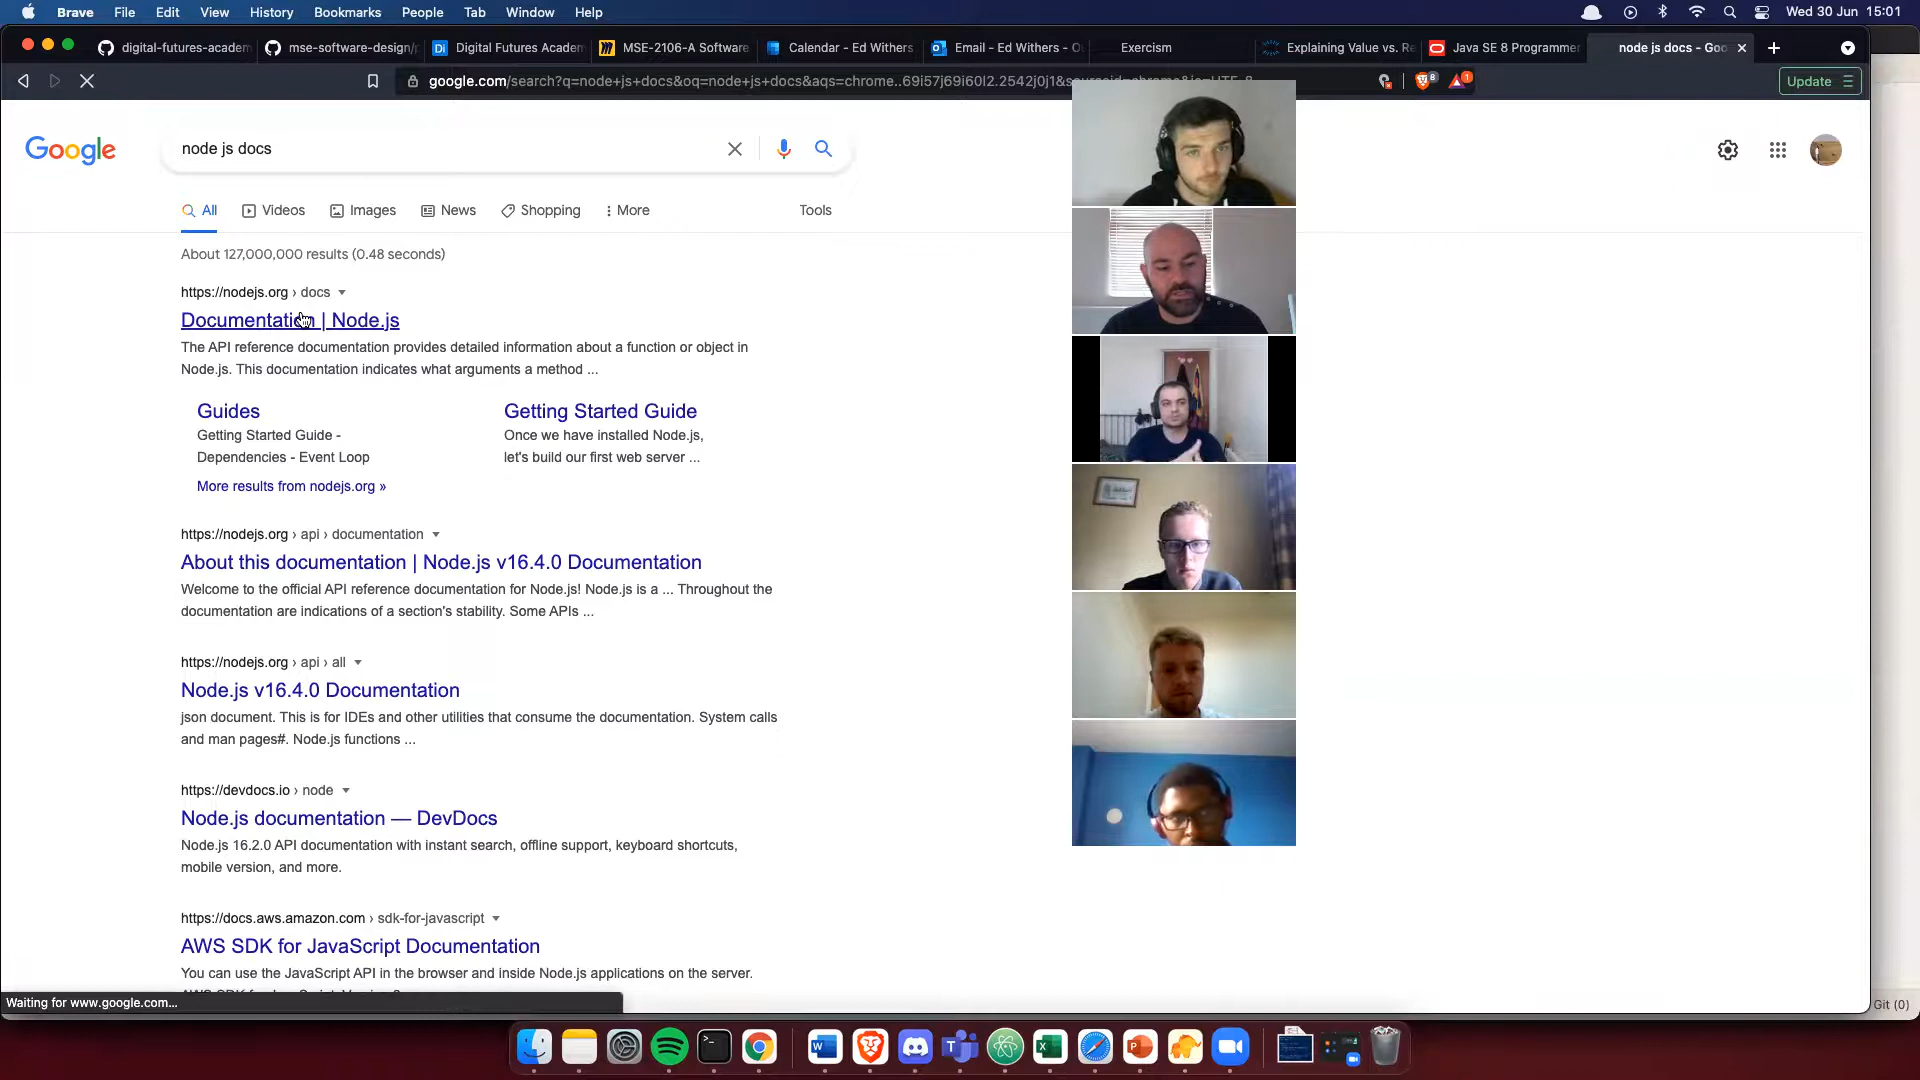 Brave File Edit View History Bookmarks People Tab Window Help Wed 30 Jun 15:01
digital-futures-academ mse-software-design/ Digital Futures Academ MSE-2106-A Software Calendar - Ed Withers Email - Ed Withers - O Exercism Explaining Value vs. Re Java SE 8 Programmer node js docs - Goo
google.com/search?q=node+js+docs&oq=node+js+docs&aqs=chrome..69i57j69i60l2.2542j0j1&sourceid=chrome&ie=UTF-8 8 1 Update
Google node js docs
All Videos Images News Shopping More Tools
About 127,000,000 results (0.48 seconds)
https://nodejs.org › docs
Documentation | Node.js
The API reference documentation provides detailed information about a function or object in
Node.js. This documentation indicates what arguments a method ...
Guides Getting Started Guide
Getting Started Guide - Once we have installed Node.js,
Dependencies - Event Loop let's build our first web server ...
More results from nodejs.org »
https://nodejs.org › api › documentation
About this documentation | Node.js v16.4.0 Documentation
Welcome to the official API reference documentation for Node.js! Node.js is a ... Throughout the
documentation are indications of a section's stability. Some APIs ...
https://nodejs.org › api › all
Node.js v16.4.0 Documentation
json document. This is for IDEs and other utilities that consume the documentation. System calls
and man pages#. Node.js functions ...
https://devdocs.io › node
Node.js documentation — DevDocs
Node.js 16.2.0 API documentation with instant search, offline support, keyboard shortcuts,
mobile version, and more.
https://docs.aws.amazon.com › sdk-for-javascript
AWS SDK for JavaScript Documentation
You can use the JavaScript API in the browser and inside Node.js applications on the server.
Waiting for www.google.com... Git (0)